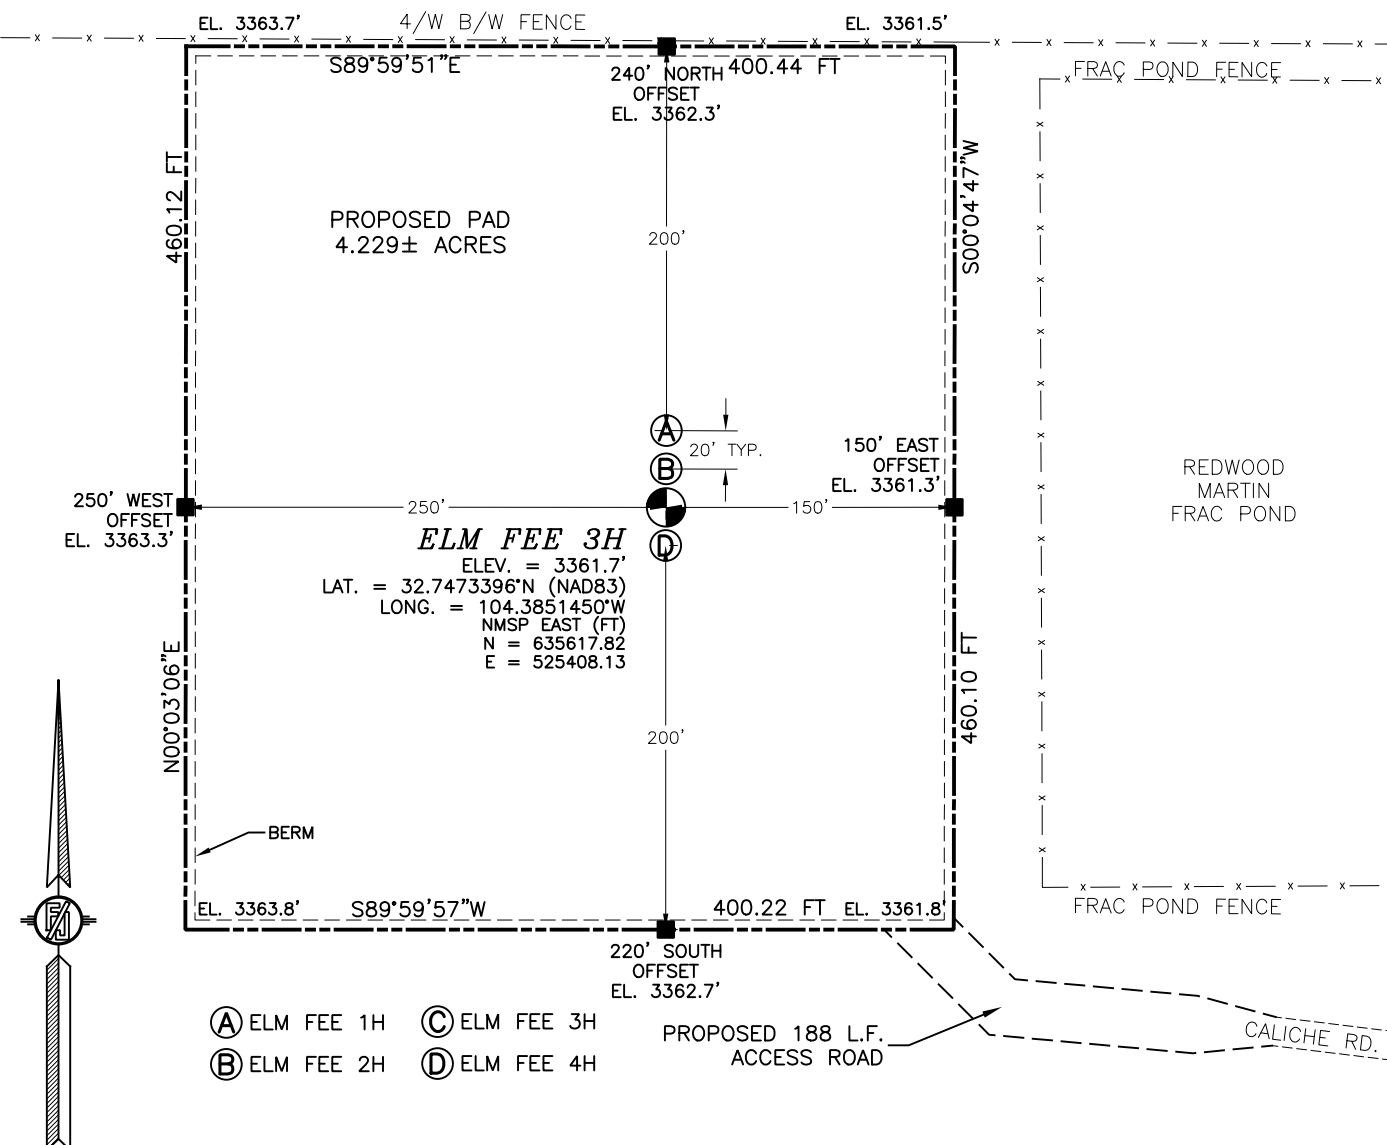 EL. 3363.7'
4/W B/W FENCE
EL. 3361.5'
S89°59'51"E
400.44 FT
FRAC POND FENCE
240' NORTH
OFFSET
EL. 3362.3'
460.12 FT
S00°04'47"W
PROPOSED PAD
4.229± ACRES
200'
A
20' TYP.
B
150' EAST
OFFSET
EL. 3361.3'
REDWOOD
MARTIN
FRAC POND
250' WEST
OFFSET
EL. 3363.3'
250'
150'
D
ELM FEE 3H
ELEV. = 3361.7'
LAT. = 32.7473396°N (NAD83)
LONG. = 104.3851450°W
NMSP EAST (FT)
N = 635617.82
E = 525408.13
N00°03'06"E
460.10 FT
200'
BERM
EL. 3363.8'
S89°59'57"W
400.22 FT
EL. 3361.8'
FRAC POND FENCE
220' SOUTH
OFFSET
EL. 3362.7'
A ELM FEE 1H
C ELM FEE 3H
B ELM FEE 2H
D ELM FEE 4H
PROPOSED 188 L.F.
ACCESS ROAD
CALICHE RD.